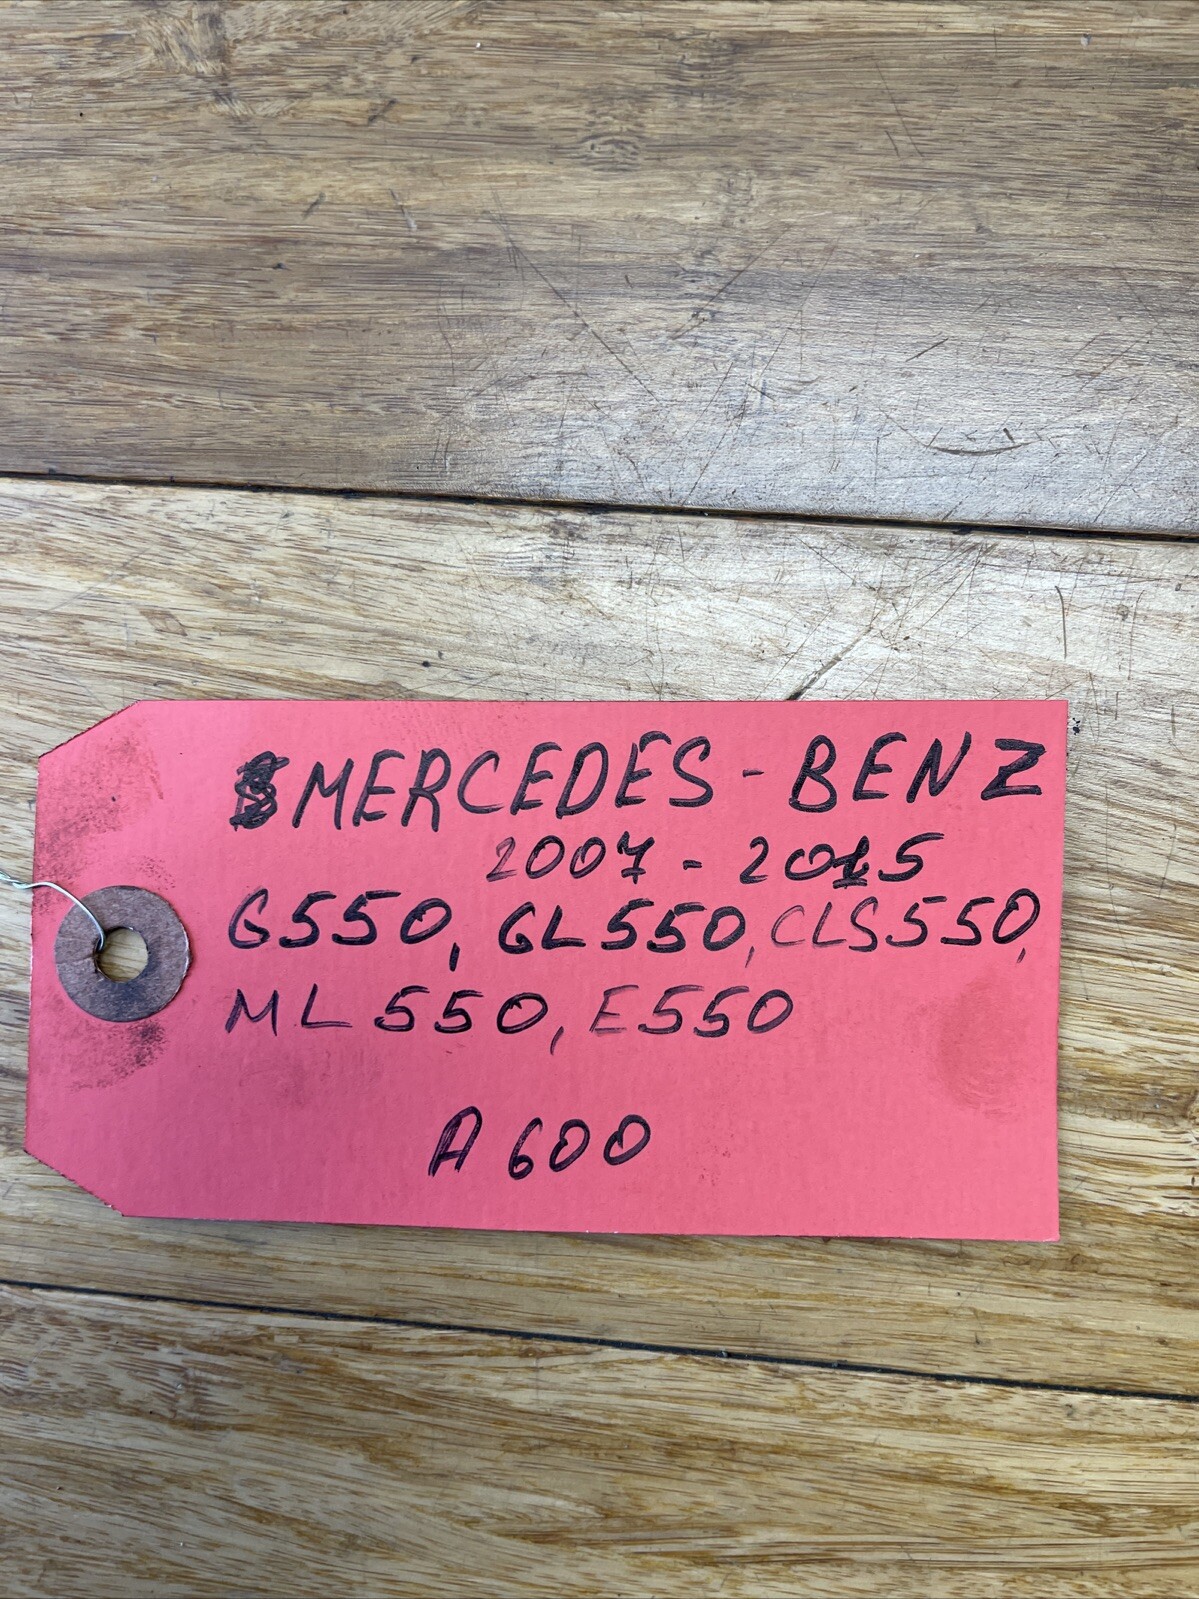 MERCEDES - BENZ
2007 - 2015
G550, GL550, CLS550,
ML550, E550
A600